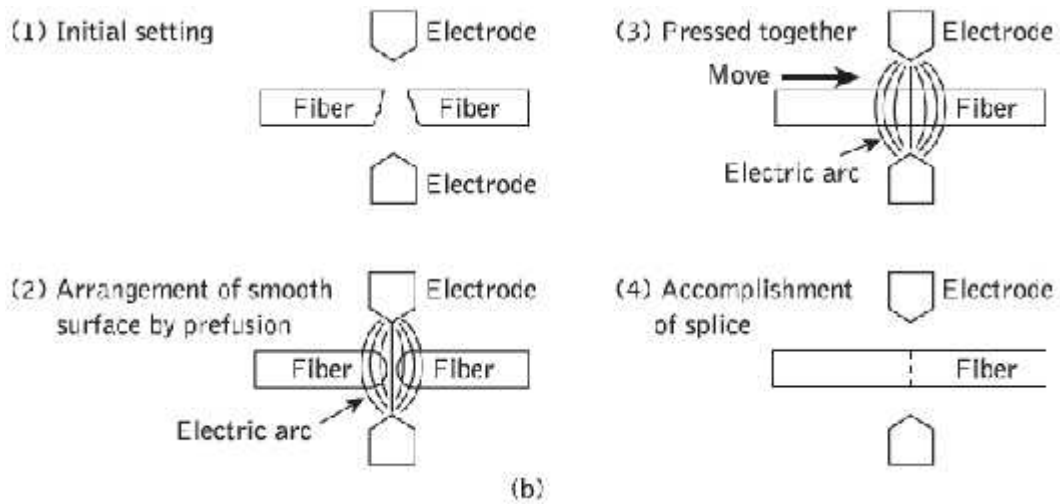 (1) Initial setting
Electrode
Fiber
Fiber
Electrode
(2) Arrangement of smooth
surface by prefusion
Electrode
Fiber
Fiber
Electric arc
(3) Pressed together
Electrode
Move
Fiber
Electric arc
(4) Accomplishment
of splice
Electrode
Fiber
(b)